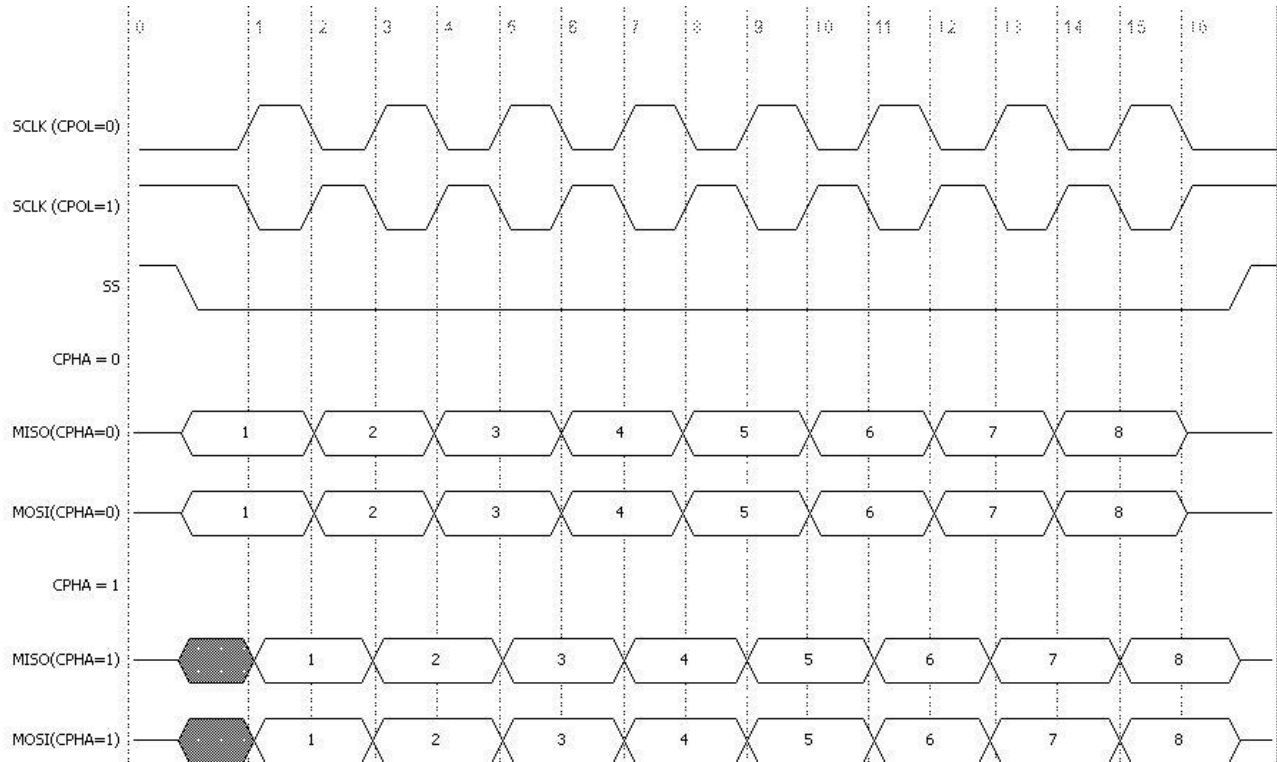 0 1 2 3 4 5 6 7 8 9 10 11 12 13 14 15 16
SCLK (CPOL=0)
SCLK (CPOL=1)
SS
CPHA = 0
MISO(CPHA=0) 1 2 3 4 5 6 7 8
MOSI(CPHA=0) 1 2 3 4 5 6 7 8
CPHA = 1
MISO(CPHA=1) 1 2 3 4 5 6 7 8
MOSI(CPHA=1) 1 2 3 4 5 6 7 8